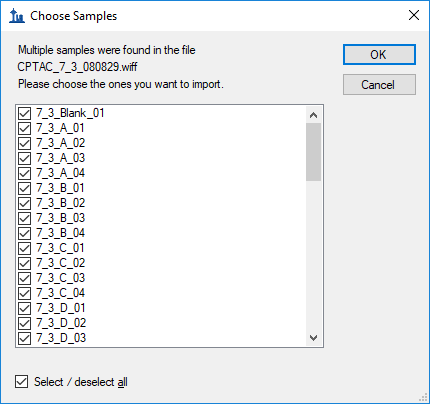 Choose Samples
Multiple samples were found in the file
CPTAC_7_3_080829.wiff
Please choose the ones you want to import.
OK
Cancel
7_3_Blank_01
7_3_A_01
7_3_A_02
7_3_A_03
7_3_A_04
7_3_B_01
7_3_B_02
7_3_B_03
7_3_B_04
7_3_C_01
7_3_C_02
7_3_C_03
7_3_C_04
7_3_D_01
7_3_D_02
7_3_D_03
Select / deselect all